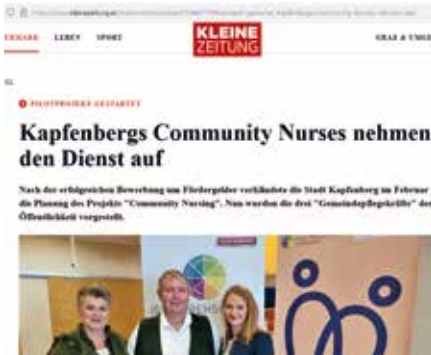 LEBEN SPORT
KLEINE
ZEITUNG
PILOTPROJEKT GESTARTET
Kapfenbergs Community Nurses nehmen
den Dienst auf
Nach der erfolgreichen Bewerbung um Fördergelder verkündete die Stadt Kapfenberg im Februar
die Planung des Projekts "Community Nursing". Nun wurden die drei "Gemeindepflegekräfte" der
Öffentlichkeit vorgestellt.